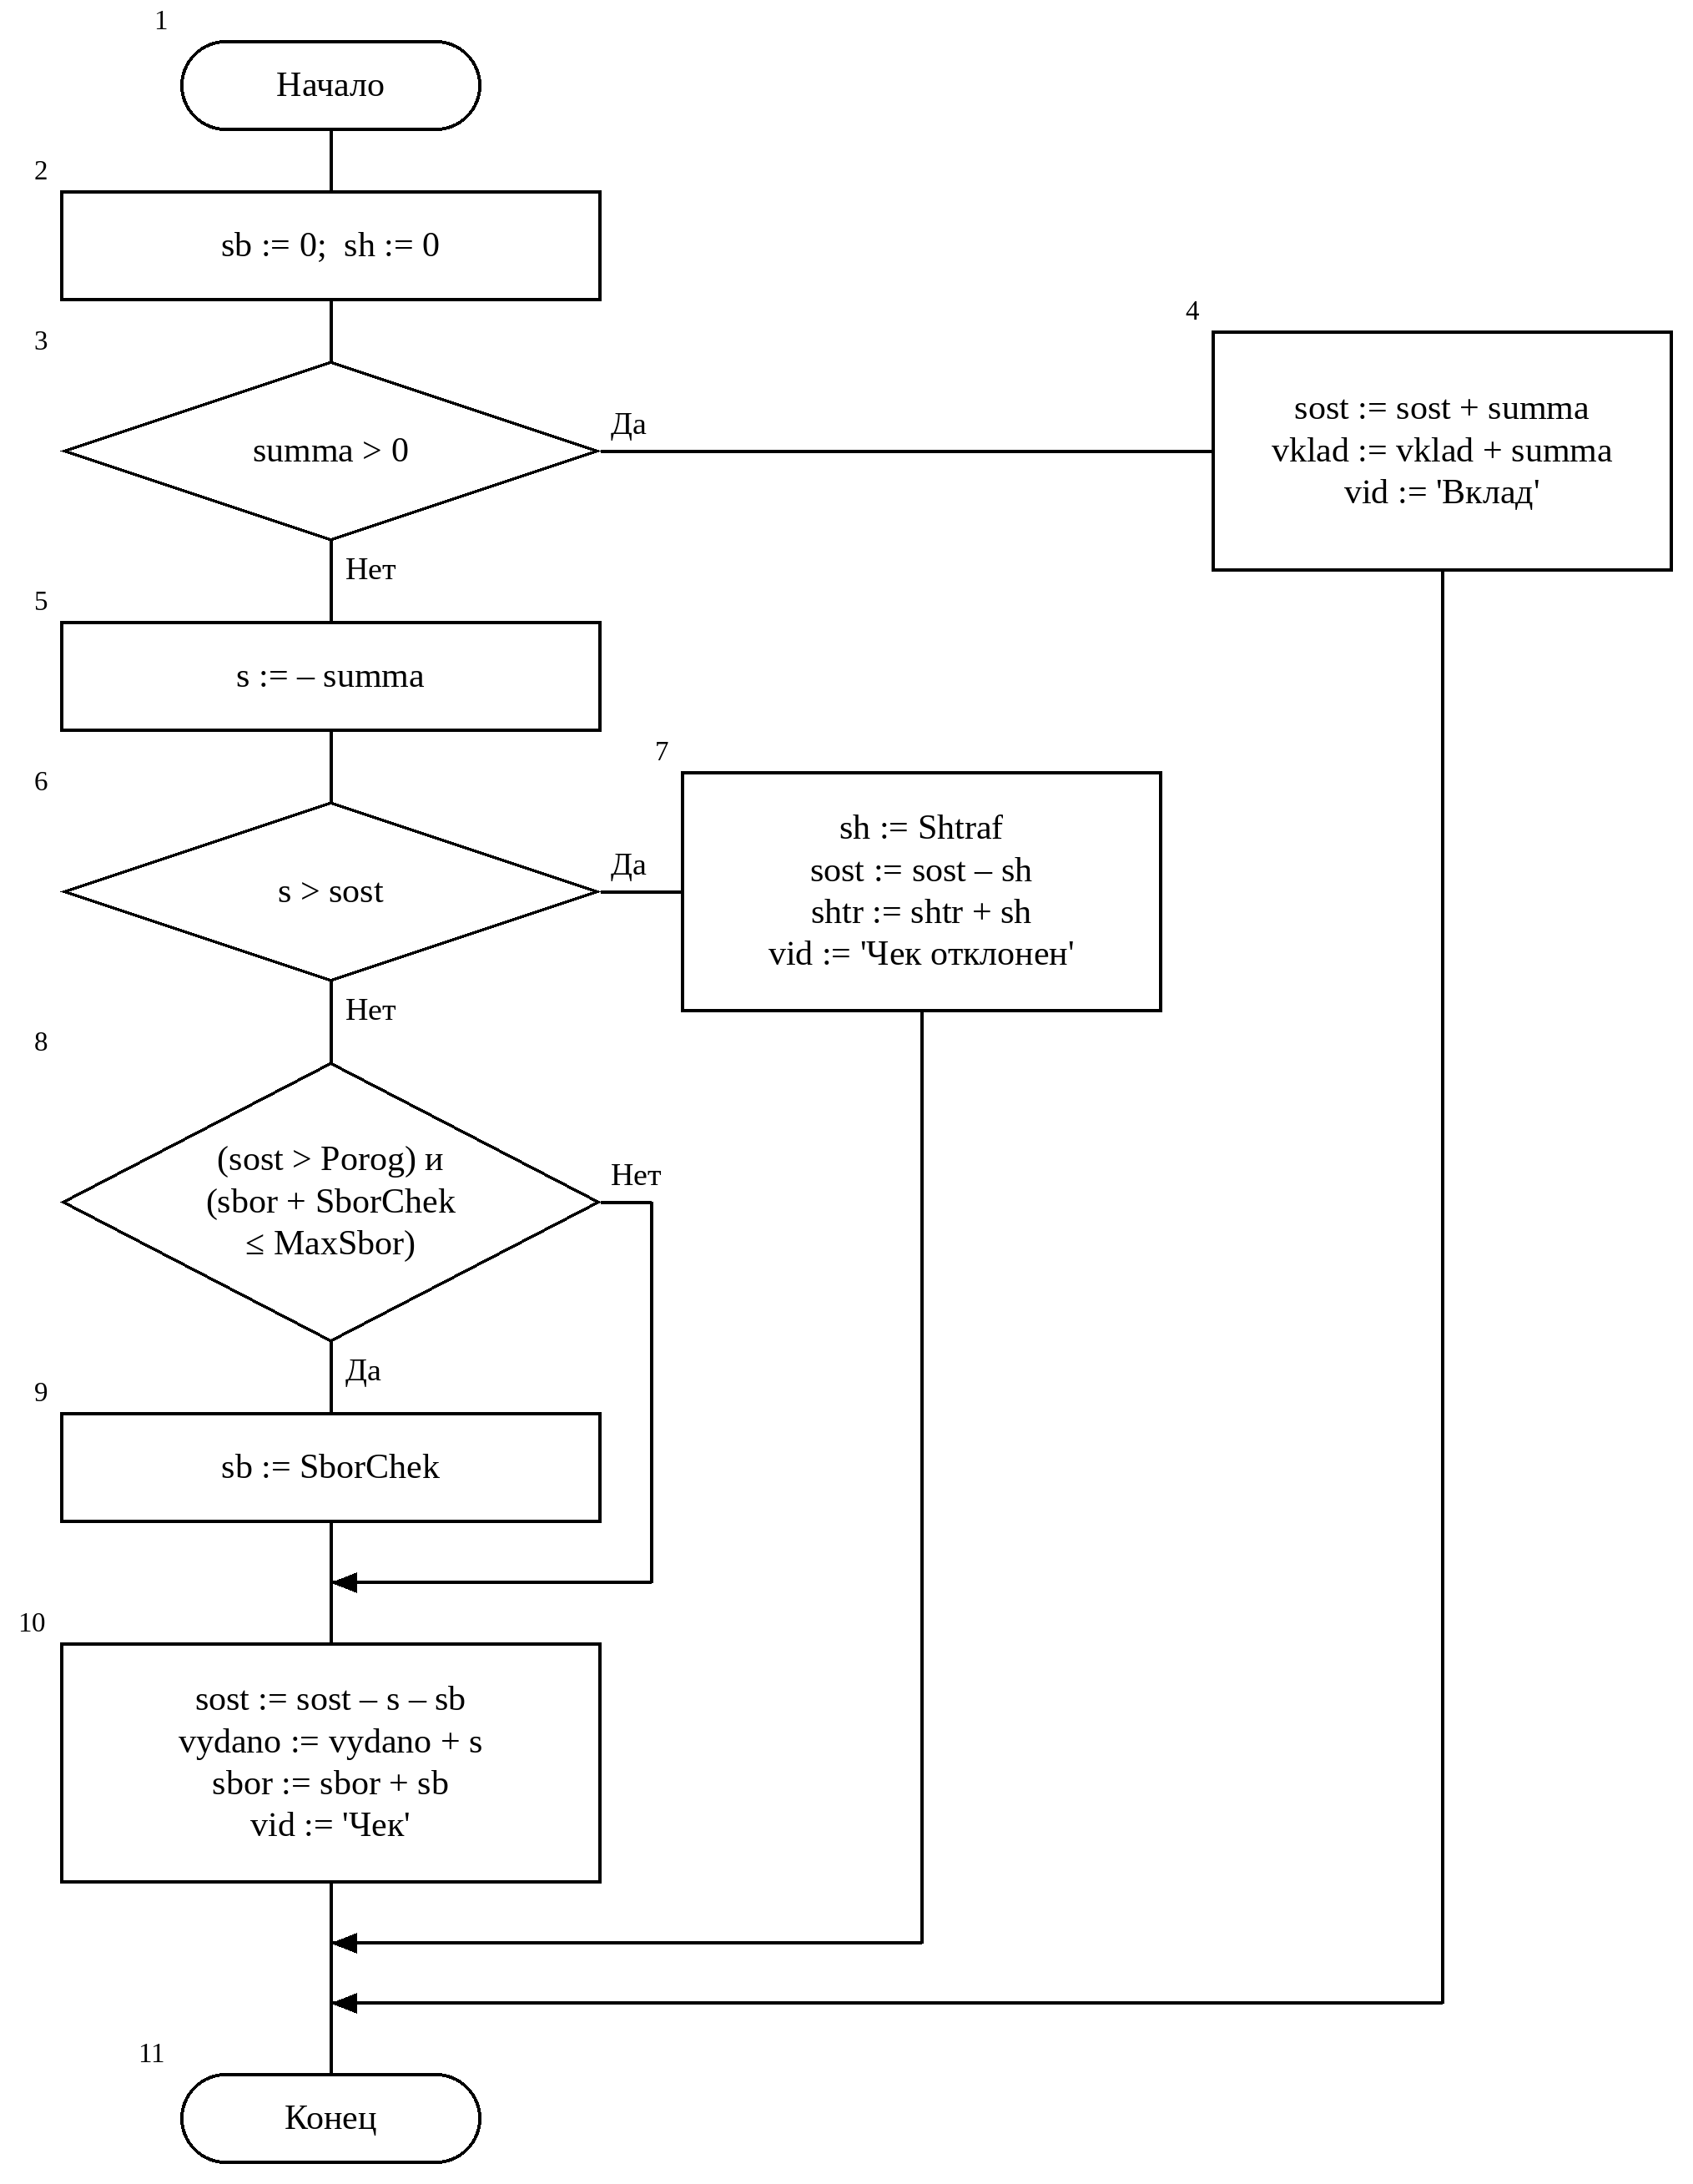 1
Начало
2
sb := 0;  sh := 0
3
summa > 0
Да
4
sost := sost + summa
vklad := vklad + summa
vid := 'Вклад'
Нет
5
s := – summa
6
s > sost
Да
7
sh := Shtraf
sost := sost – sh
shtr := shtr + sh
vid := 'Чек отклонен'
Нет
8
(sost > Porog) и
(sbor + SborChek
≤ MaxSbor)
Нет
Да
9
sb := SborChek
10
sost := sost – s – sb
vydano := vydano + s
sbor := sbor + sb
vid := 'Чек'
11
Конец